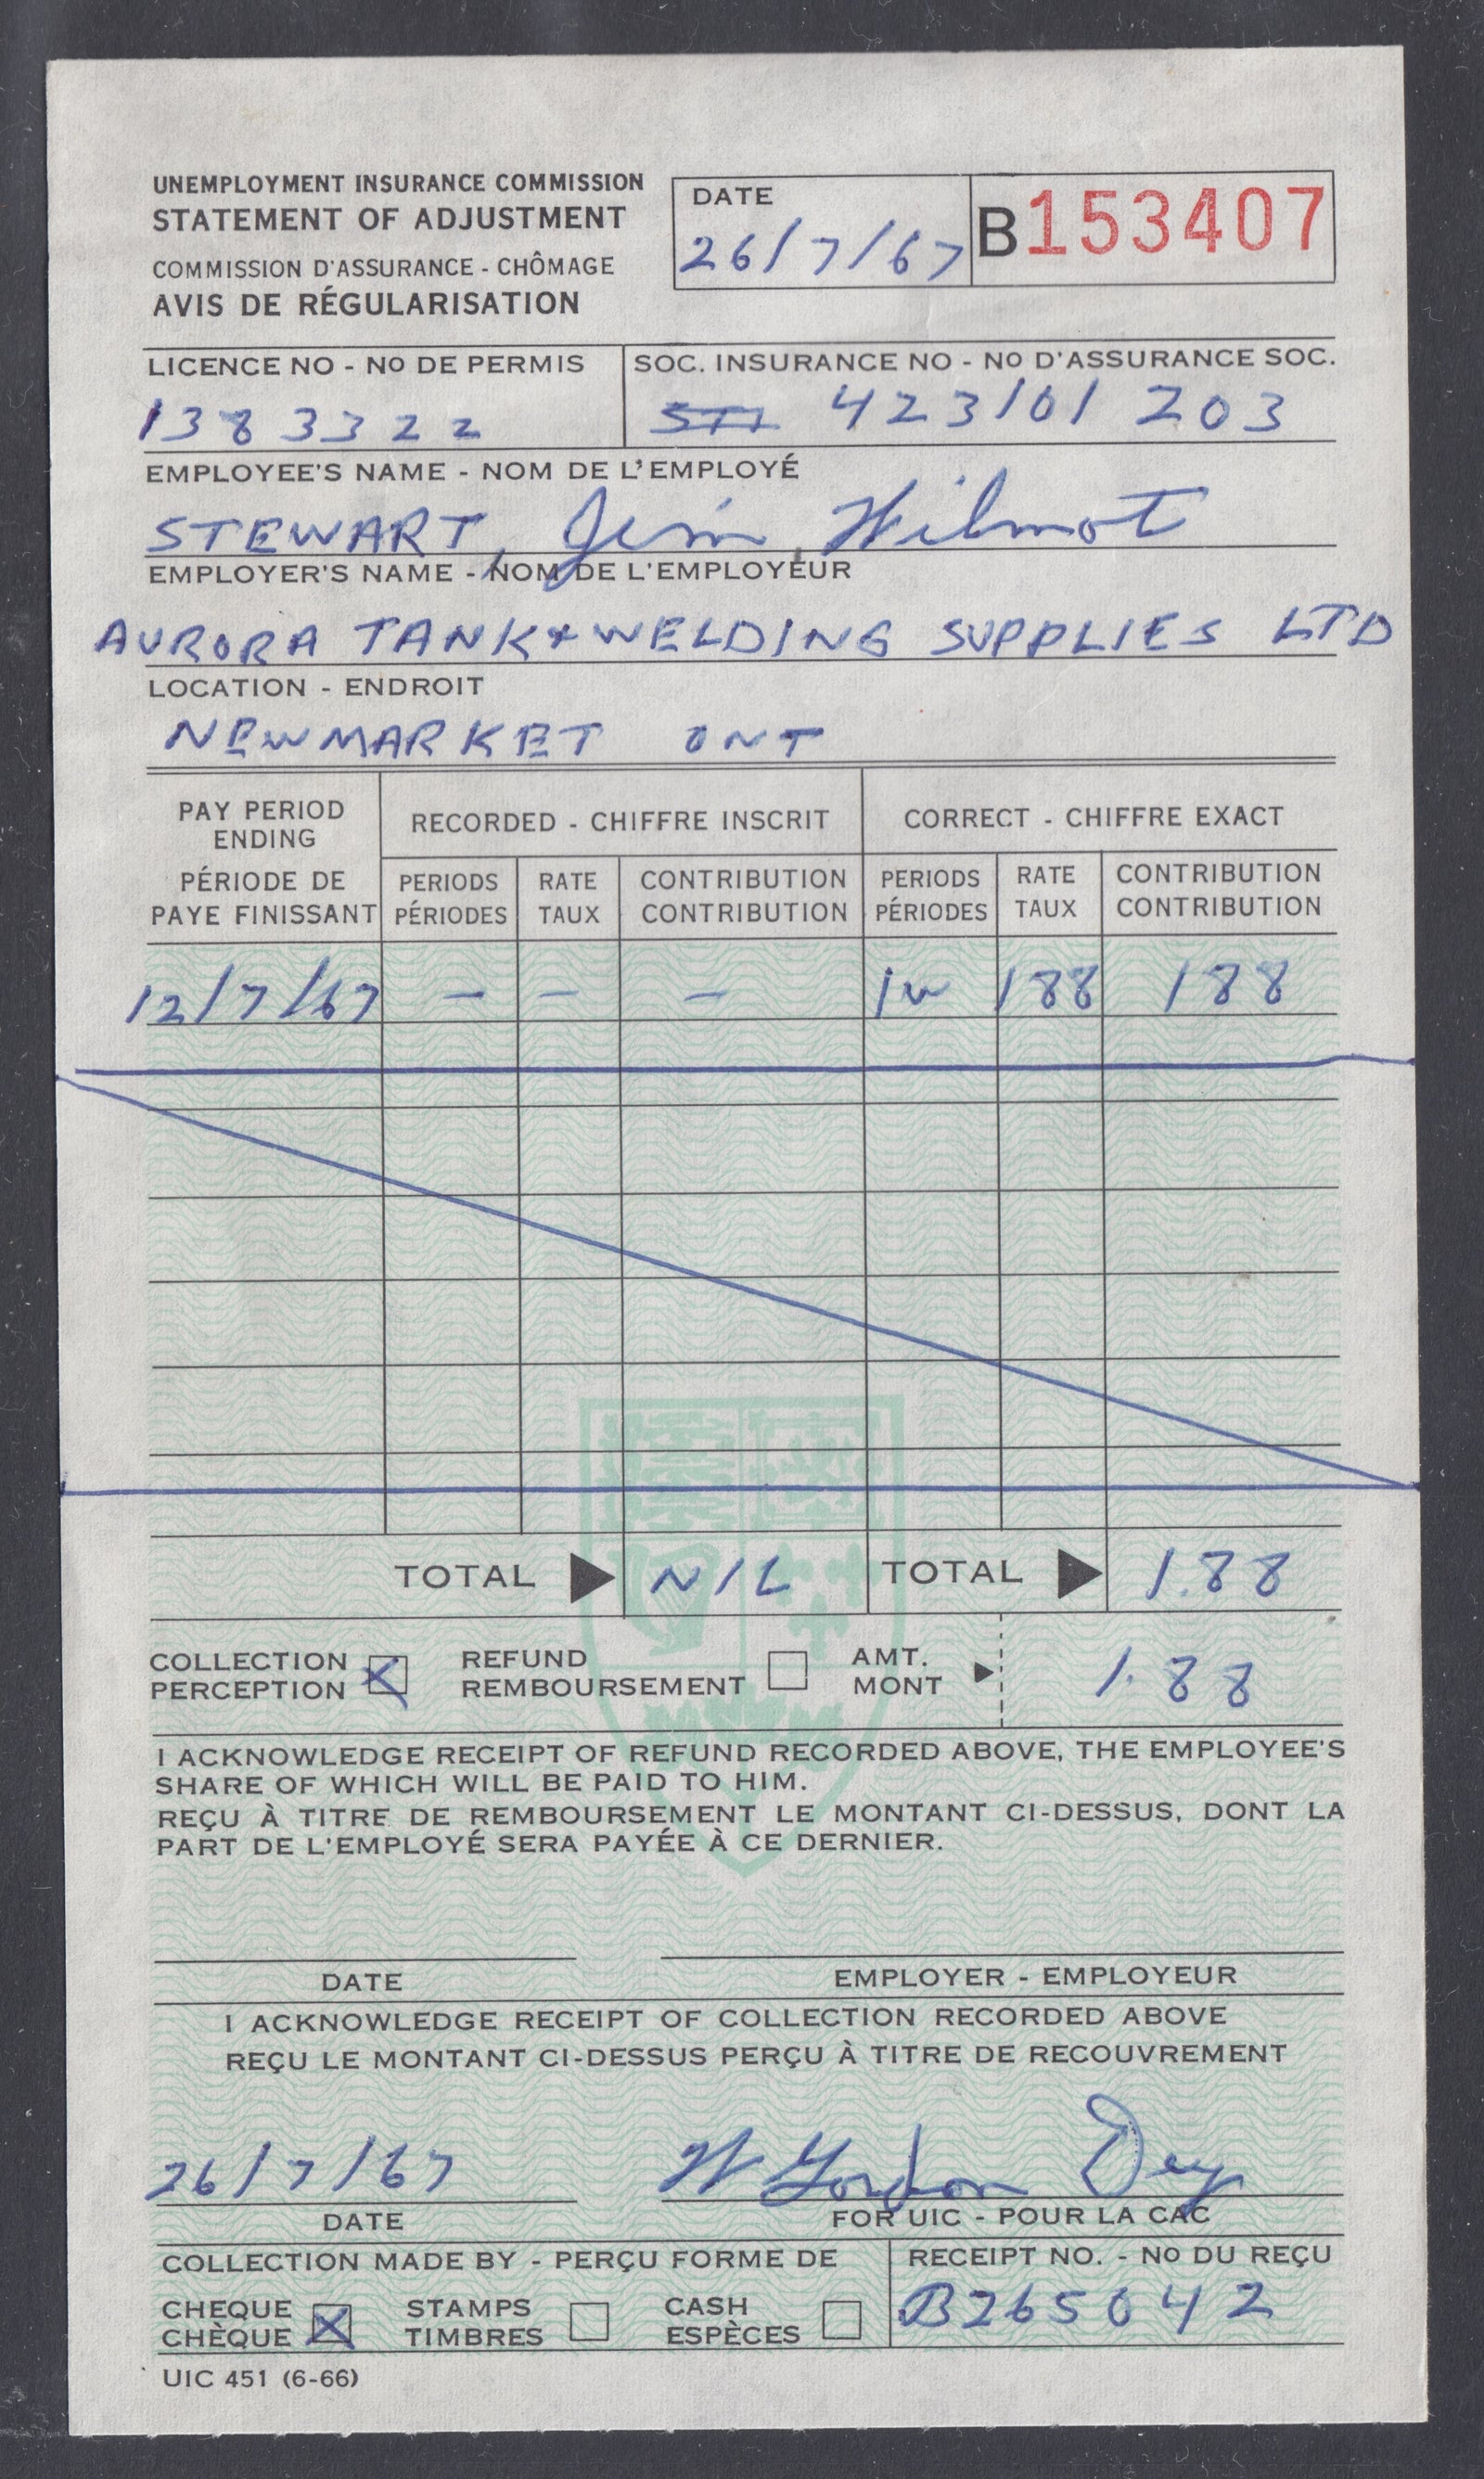 UNEMPLOYMENT INSURANCE COMMISSION
STATEMENT OF ADJUSTMENT
COMMISSION D'ASSURANCE - CHÔMAGE
AVIS DE RÉGULARISATION
DATE
26/7/67
B153407
LICENCE NO - No DE PERMIS
1383322
SOC. INSURANCE NO - No D'ASSURANCE SOC.
423101 203
EMPLOYEE'S NAME - NOM DE L'EMPLOYÉ
STEWART, Jim, Wilmot
EMPLOYER'S NAME - NOM DE L'EMPLOYEUR
AURORA TANK & WELDING SUPPLIES LTD
LOCATION - ENDROIT
NEWMARKET ONT
PAY PERIOD
ENDING
PÉRIODE DE
PAYE FINISSANT
RECORDED - CHIFFRE INSCRIT
CORRECT - CHIFFRE EXACT
PERIODS
PÉRIODES
RATE
TAUX
CONTRIBUTION
CONTRIBUTION
PERIODS
PÉRIODES
RATE
TAUX
CONTRIBUTION
CONTRIBUTION
12/7/67 - - - 1w 188 188
TOTAL NIL TOTAL 1.88
COLLECTION
PERCEPTION
REFUND
REMBOURSEMENT
AMT.
MONT
1.88
I ACKNOWLEDGE RECEIPT OF REFUND RECORDED ABOVE, THE EMPLOYEE'S
SHARE OF WHICH WILL BE PAID TO HIM.
REÇU À TITRE DE REMBOURSEMENT LE MONTANT CI-DESSUS, DONT LA
PART DE L'EMPLOYÉ SERA PAYÉE À CE DERNIER.
DATE
EMPLOYER - EMPLOYEUR
I ACKNOWLEDGE RECEIPT OF COLLECTION RECORDED ABOVE
REÇU LE MONTANT CI-DESSUS PERÇU À TITRE DE RECOUVREMENT
26/7/67
W Gordon Dey
DATE
FOR UIC - POUR LA CAC
COLLECTION MADE BY - PERÇU FORME DE
CHEQUE
CHÈQUE
STAMPS
TIMBRES
CASH
ESPÈCES
RECEIPT NO. - No DU REÇU
B265042
UIC 451 (6-66)